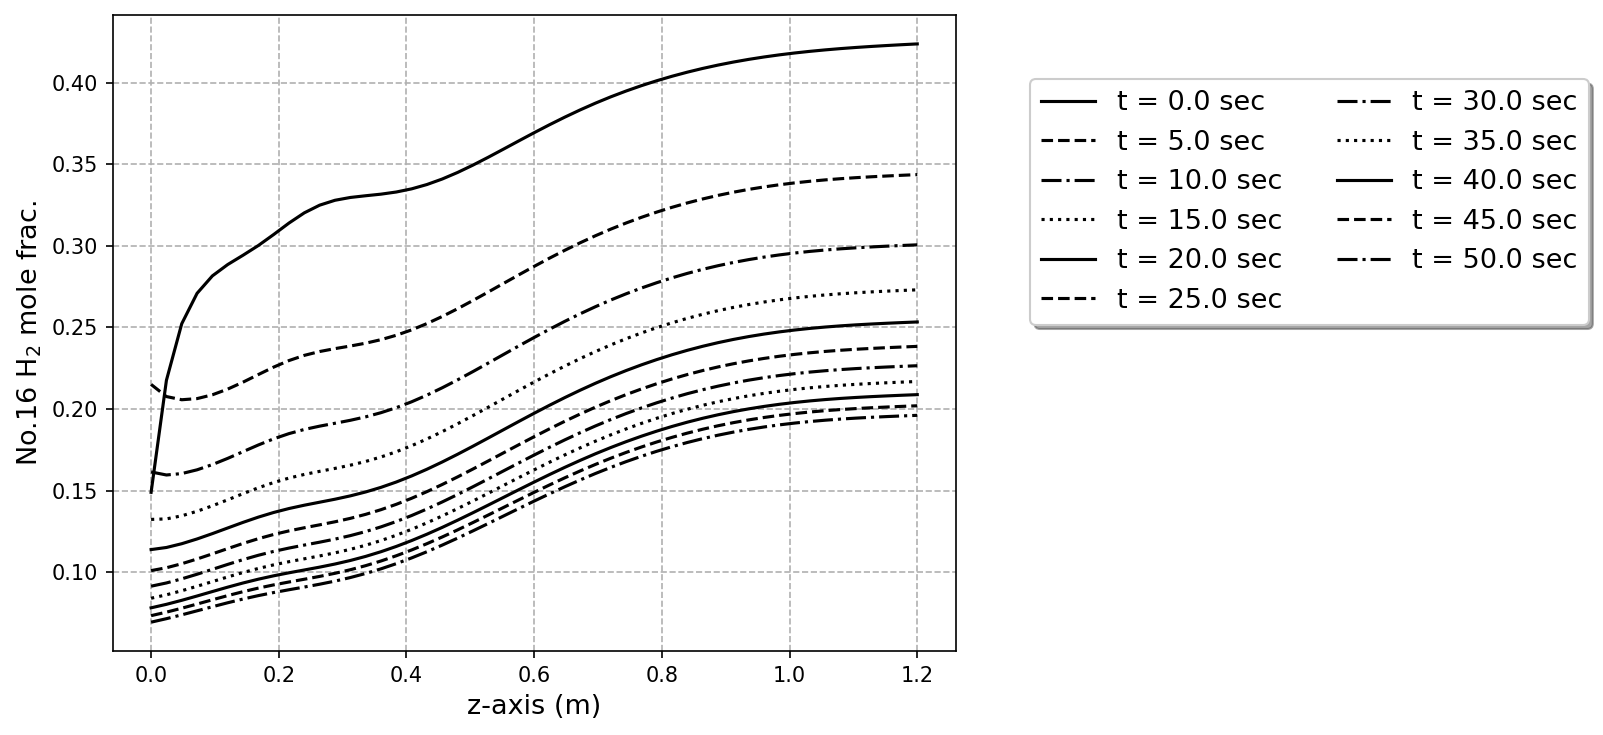 No.16 H₂ mole frac.
0.40
0.35
0.30
0.25
0.20
0.15
0.10
0.0 0.2 0.4 0.6 0.8 1.0 1.2
z-axis (m)
t = 0.0 sec
t = 5.0 sec
t = 10.0 sec
t = 15.0 sec
t = 20.0 sec
t = 25.0 sec
t = 30.0 sec
t = 35.0 sec
t = 40.0 sec
t = 45.0 sec
t = 50.0 sec